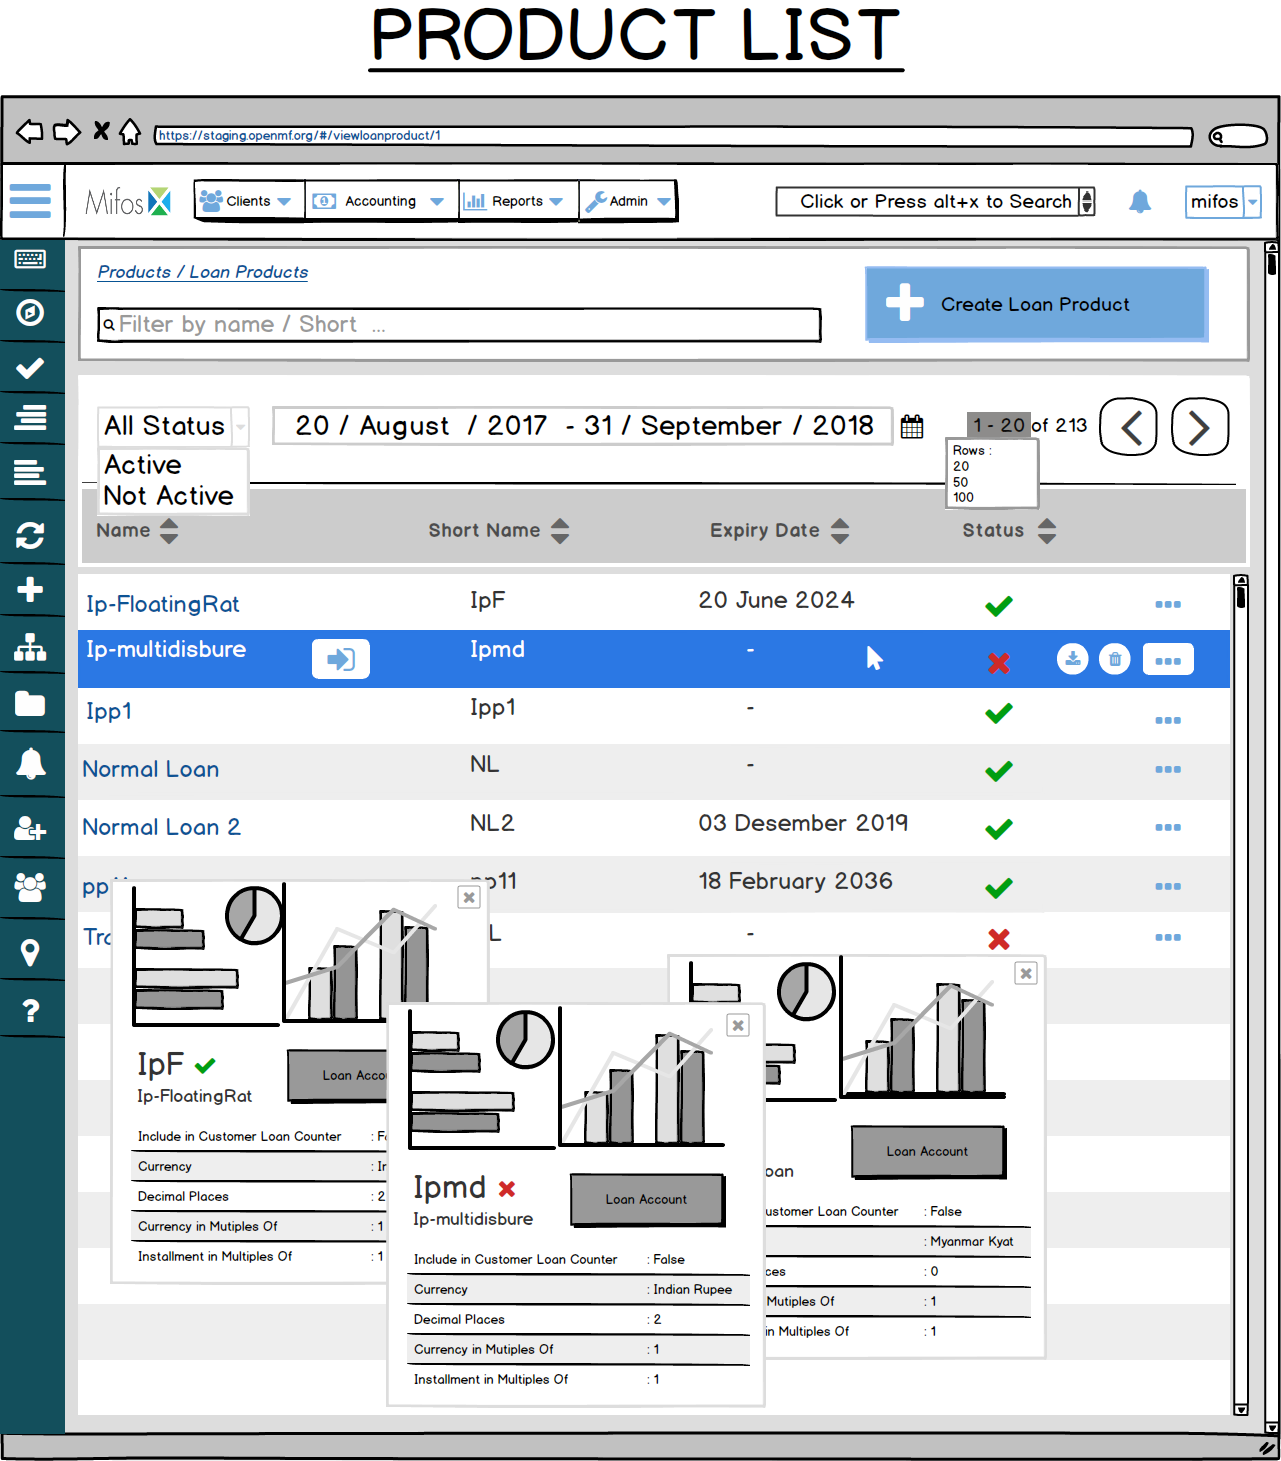 PRODUCT LIST
https://staging.openmf.org/#/viewloanproduct/1
Mifos X
Clients
Accounting
Reports
Admin
Click or Press alt+x to Search
mifos
Products / Loan Products
Filter by name / Short ...
Create Loan Product
All Status
20 / August / 2017 - 31 / September / 2018
1 - 20 of 213
Active
Not Active
Rows :
20
50
100
Name
Short Name
Expiry Date
Status
Ip-FloatingRat IpF 20 June 2024
Ip-multidisbure Ipmd -
Ipp1 Ipp1 -
Normal Loan NL -
Normal Loan 2 NL2 03 Desember 2019
pp11 18 February 2036
-
IpF
Ip-FloatingRat
Loan Accou
Include in Customer Loan Counter : F
Currency : I
Decimal Places : 2
Currency in Mutiples Of : 1
Installment in Multiples Of : 1
Ipmd
Ip-multidisbure
Loan Account
Include in Customer Loan Counter : False
Currency : Indian Rupee
Decimal Places : 2
Currency in Mutiples Of : 1
Installment in Multiples Of : 1
oan
Loan Account
ustomer Loan Counter : False
: Myanmar Kyat
ces : 0
Mutiples Of : 1
in Multiples Of : 1
?